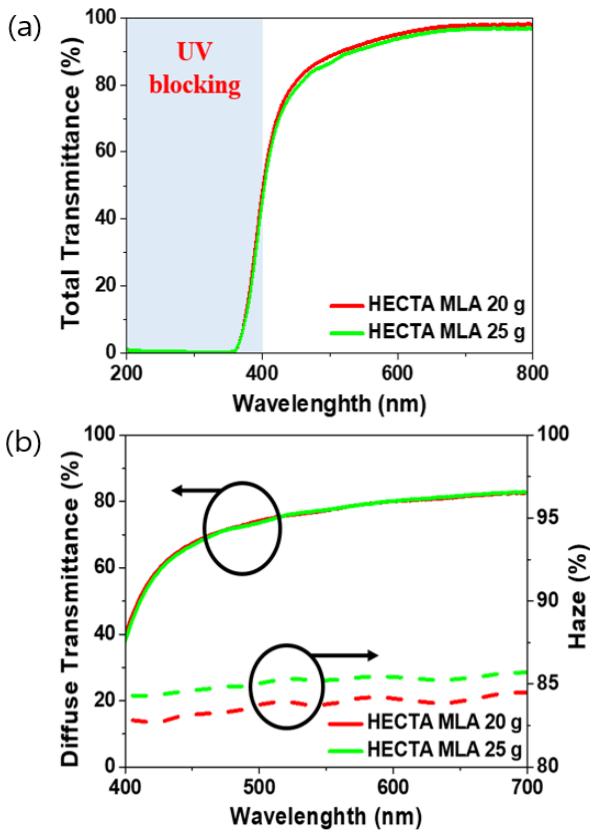 (a)
100
80
60
40
20
0
Total Transmittance (%)
UV
blocking
HECTA MLA 20 g
HECTA MLA 25 g
200 400 600 800
Wavelenghth (nm)
(b)
100
80
60
40
20
0
Diffuse Transmittance (%)
100
95
90
85
80
Haze (%)
HECTA MLA 20 g
HECTA MLA 25 g
400 500 600 700
Wavelenghth (nm)